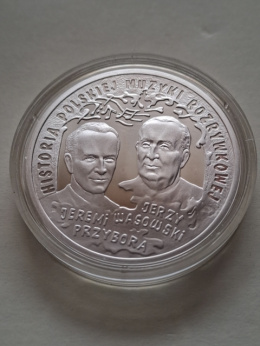 HISTORIA POLSKIEJ MUZYKI ROZRYWKOWEJ
JEREMI
PRZYBORA
JERZY
WASOWSKI